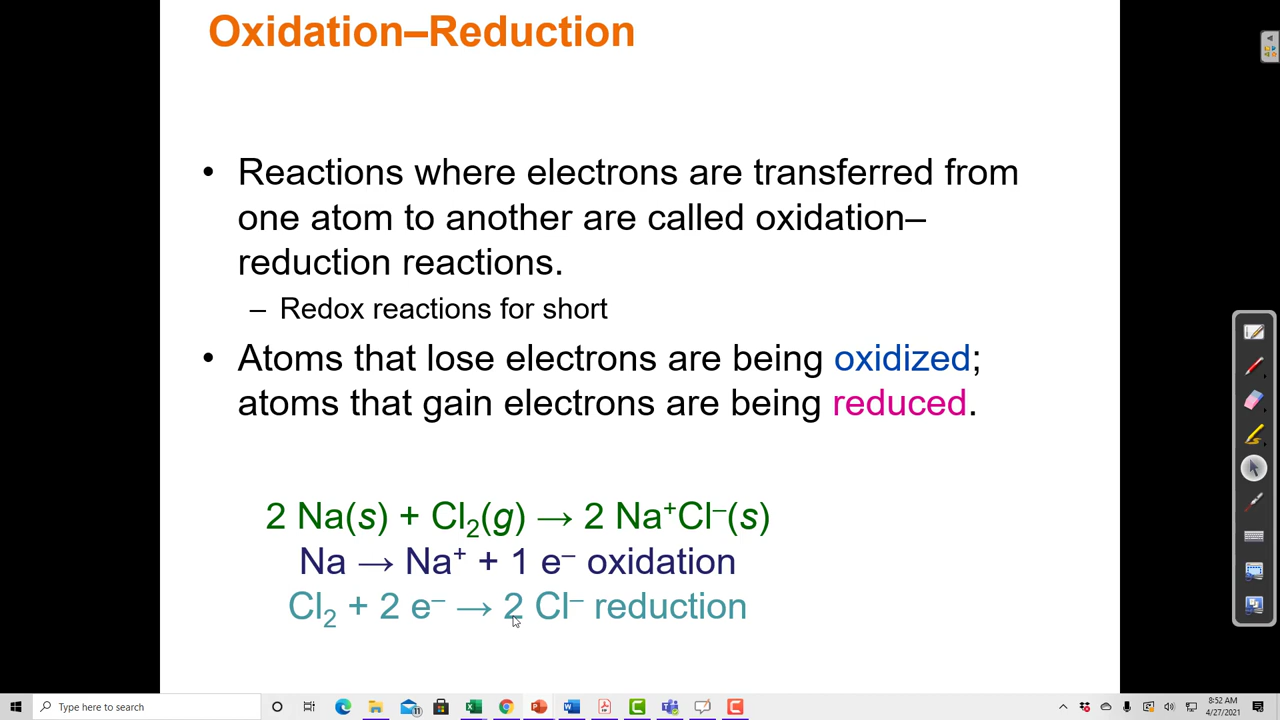 Oxidation–Reduction
• Reactions where electrons are transferred from
one atom to another are called oxidation–
reduction reactions.
– Redox reactions for short
• Atoms that lose electrons are being oxidized;
atoms that gain electrons are being reduced.
2 Na(s) + Cl₂(g) → 2 Na⁺Cl⁻(s)
Na → Na⁺ + 1 e⁻ oxidation
Cl₂ + 2 e⁻ → 2 Cl⁻ reduction
Type here to search
8:52 AM
4/27/2021